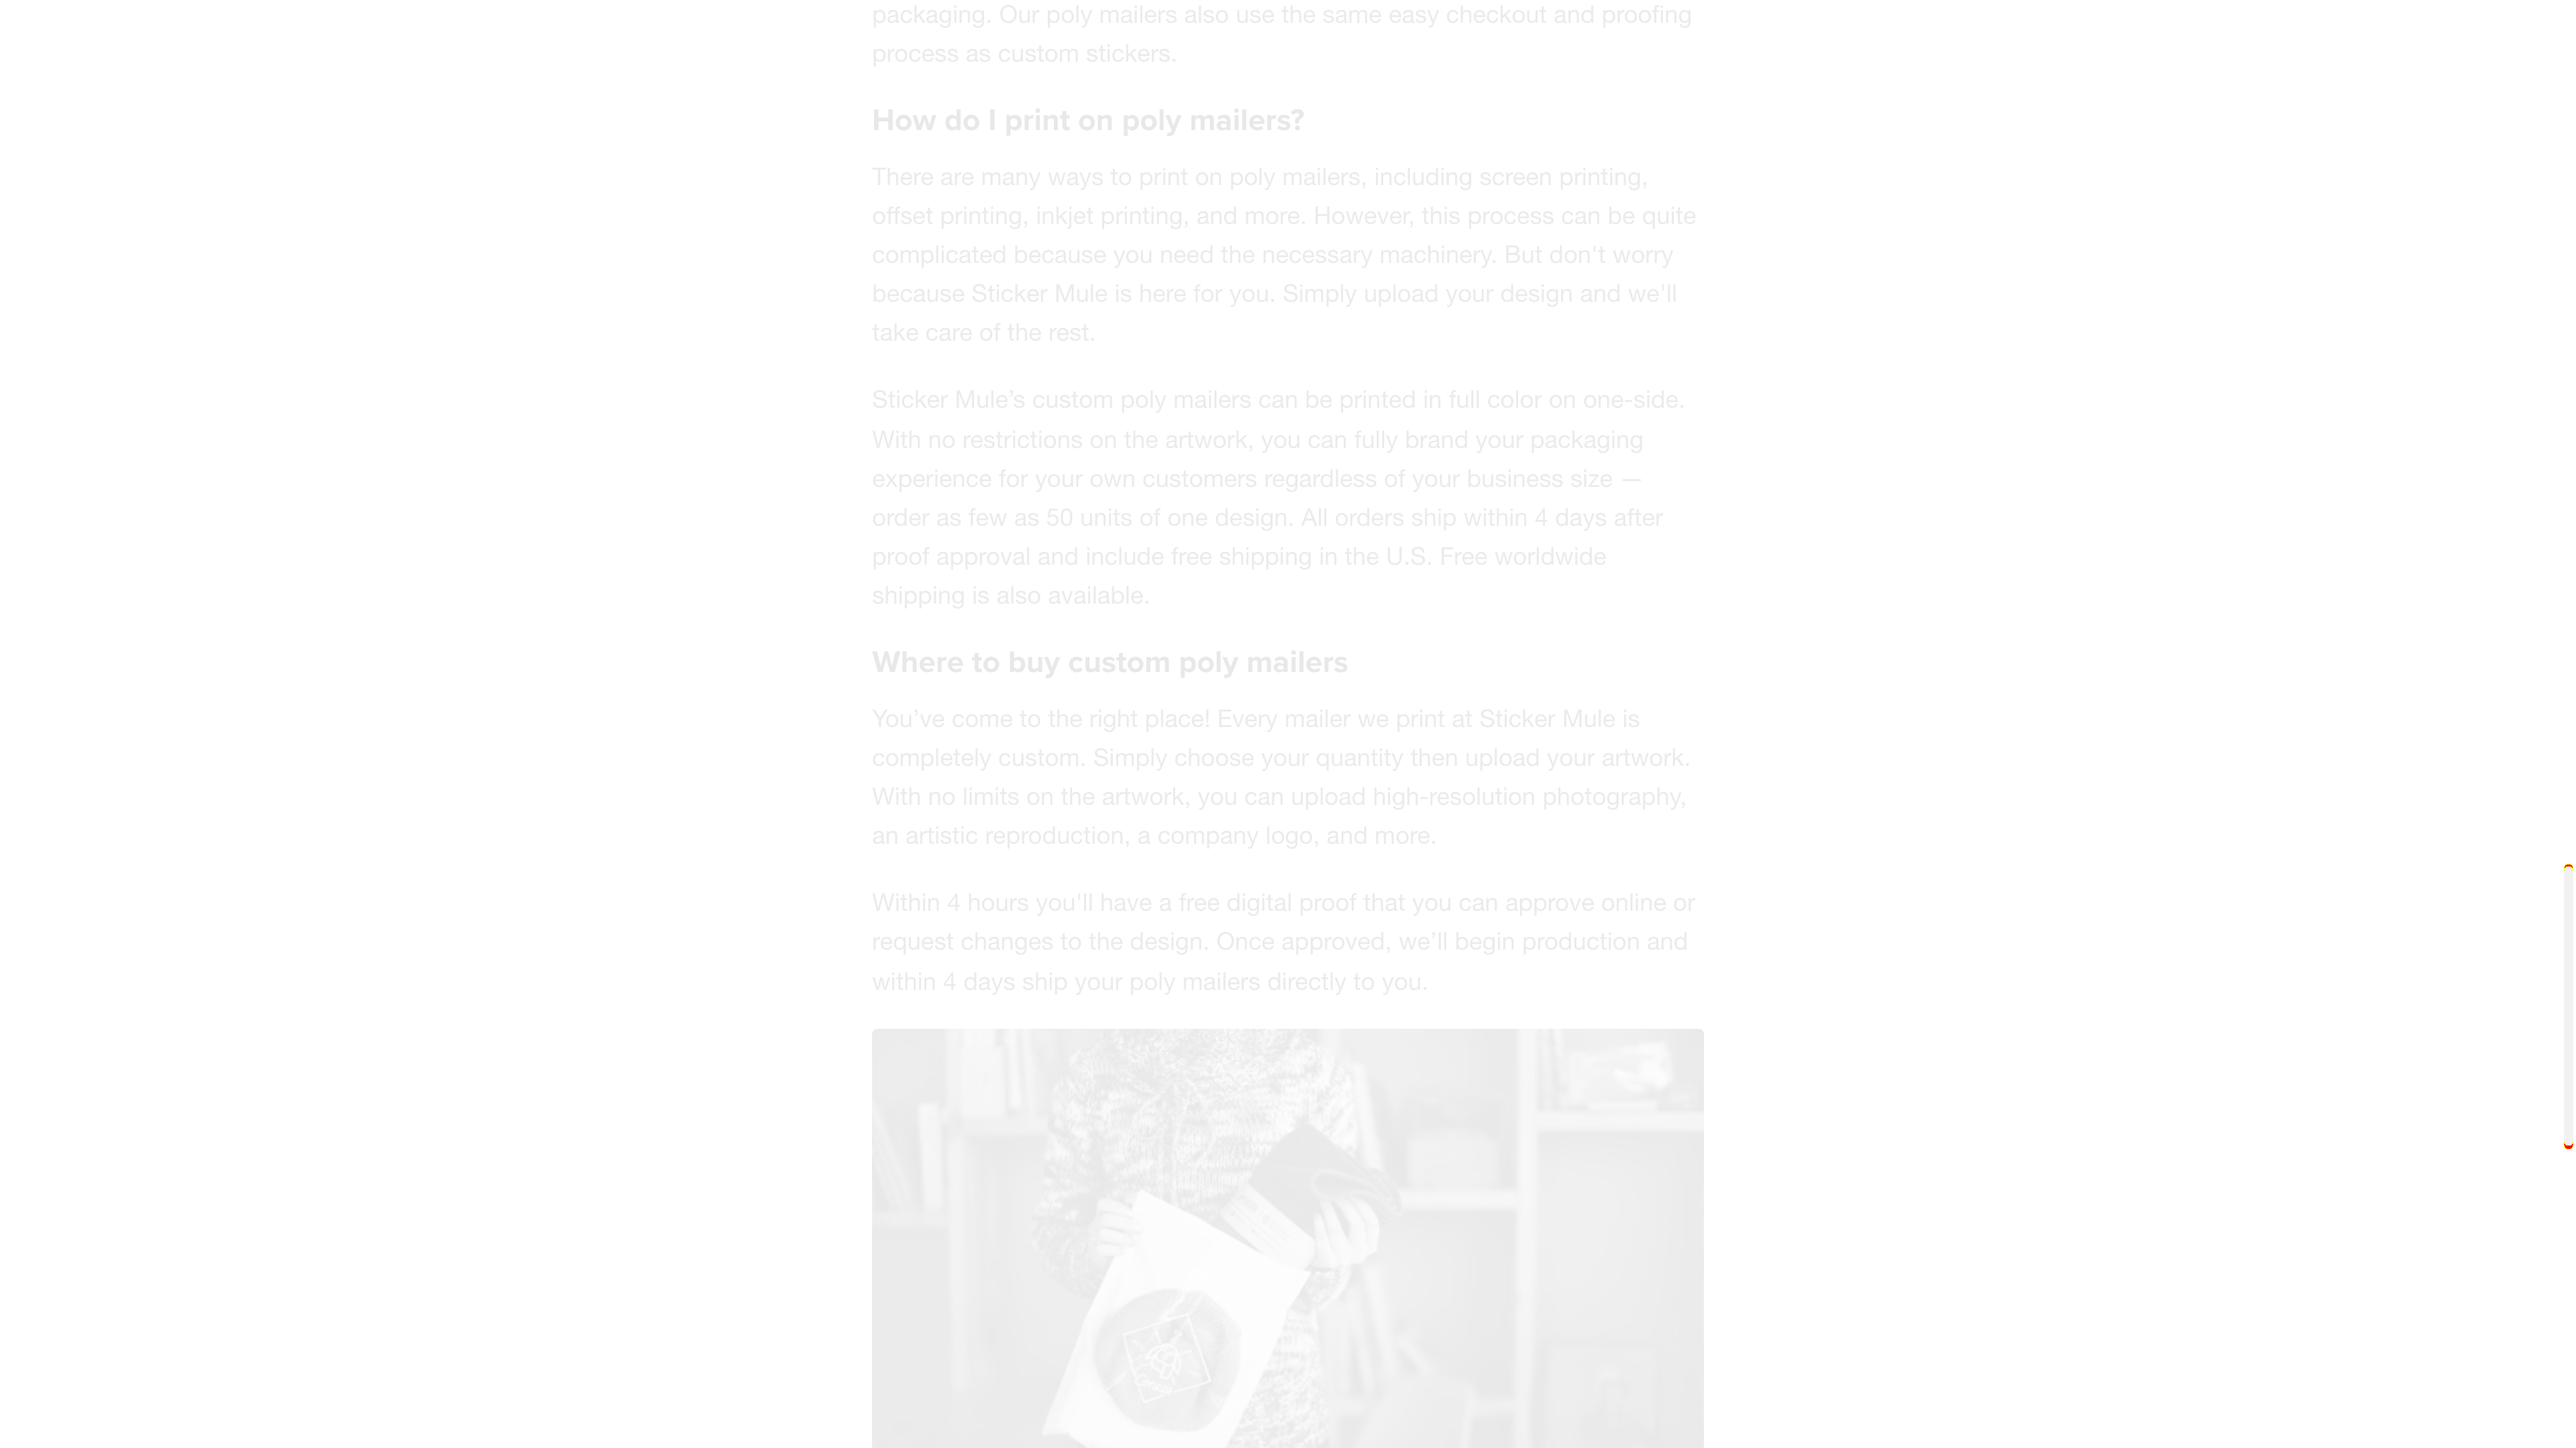 packaging. Our poly mailers also use the same easy checkout and proofing
process as custom stickers.
How do I print on poly mailers?
There are many ways to print on poly mailers, including screen printing,
offset printing, inkjet printing, and more. However, this process can be quite
complicated because you need the necessary machinery. But don't worry
because Sticker Mule is here for you. Simply upload your design and we'll
take care of the rest.
Sticker Mule’s custom poly mailers can be printed in full color on one-side.
With no restrictions on the artwork, you can fully brand your packaging
experience for your own customers regardless of your business size —
order as few as 50 units of one design. All orders ship within 4 days after
proof approval and include free shipping in the U.S. Free worldwide
shipping is also available.
Where to buy custom poly mailers
You’ve come to the right place! Every mailer we print at Sticker Mule is
completely custom. Simply choose your quantity then upload your artwork.
With no limits on the artwork, you can upload high-resolution photography,
an artistic reproduction, a company logo, and more.
Within 4 hours you'll have a free digital proof that you can approve online or
request changes to the design. Once approved, we’ll begin production and
within 4 days ship your poly mailers directly to you.